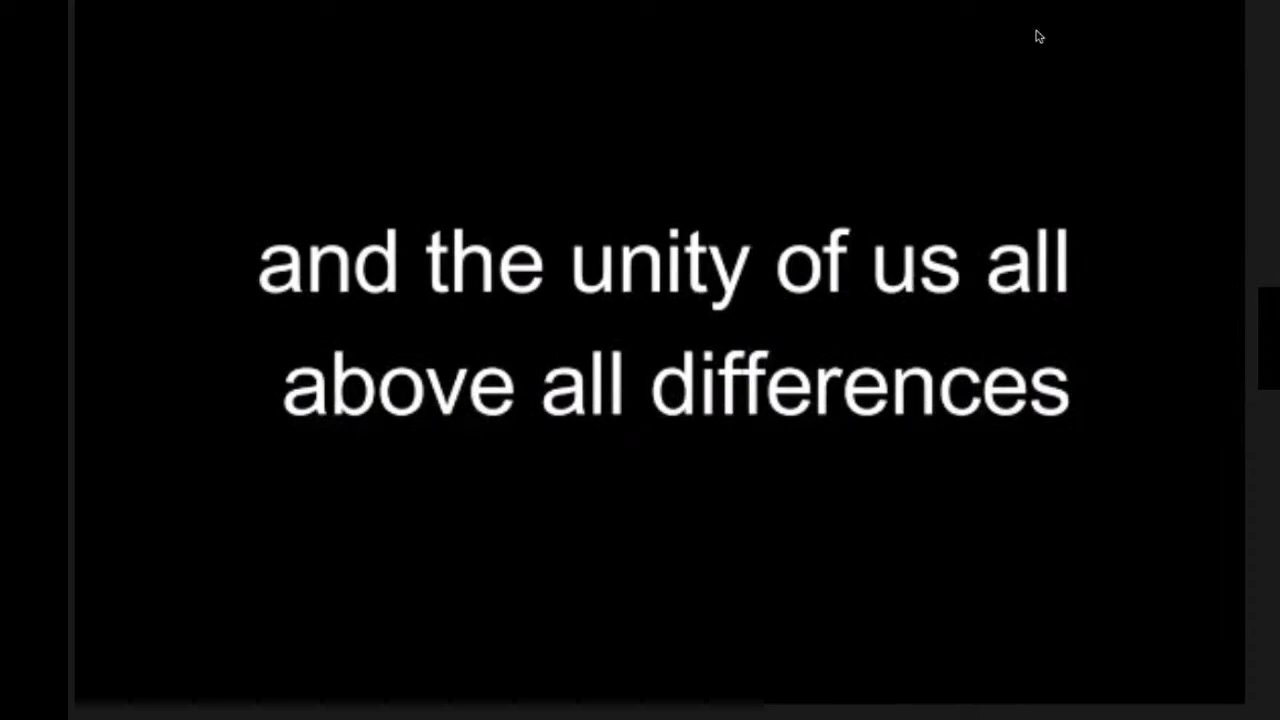 and the unity of us all
above all differences